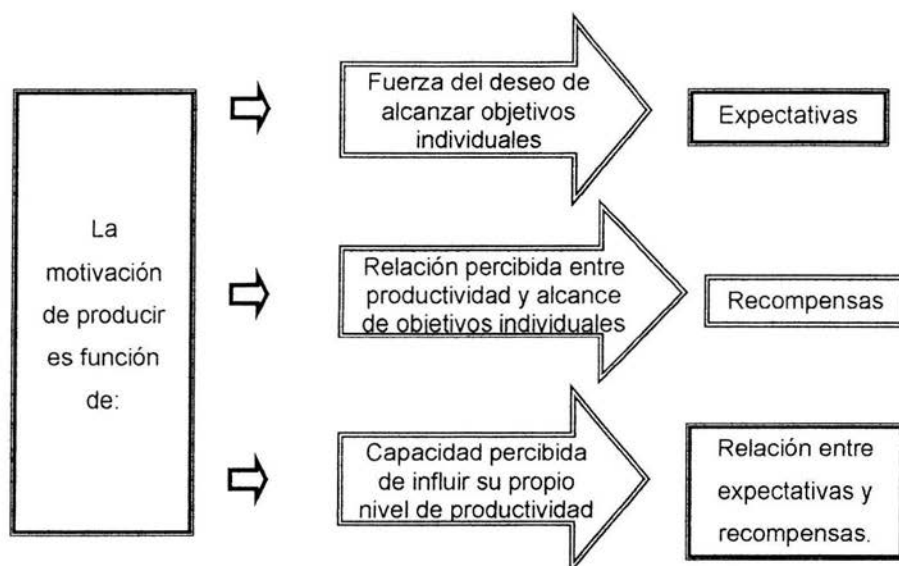 La
motivación
de producir
es función
de:
Fuerza del deseo de
alcanzar objetivos
individuales
Expectativas
Relación percibida entre
productividad y alcance
de objetivos individuales
Recompensas
Capacidad percibida
de influir su propio
nivel de productividad
Relación entre
expectativas y
recompensas.